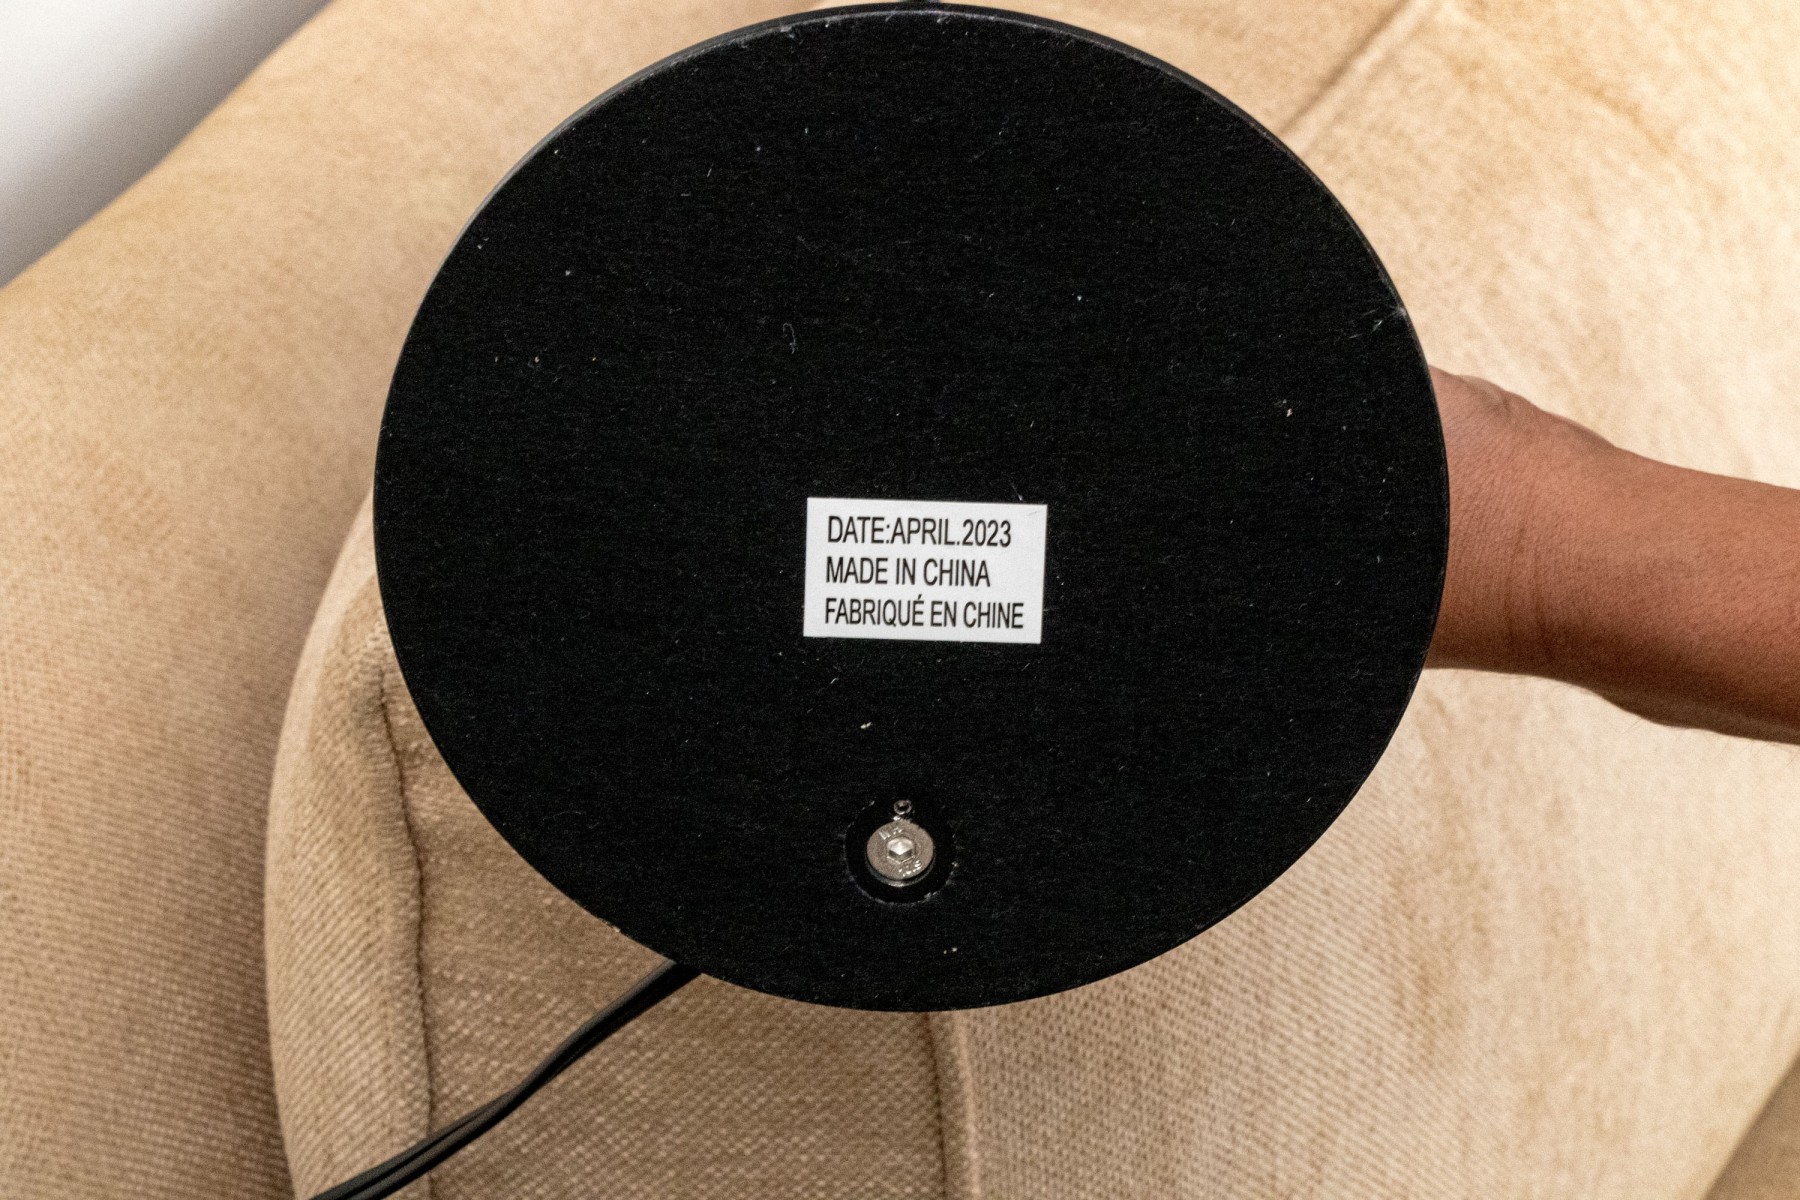 DATE:APRIL.2023
MADE IN CHINA
FABRIQUÉ EN CHINE